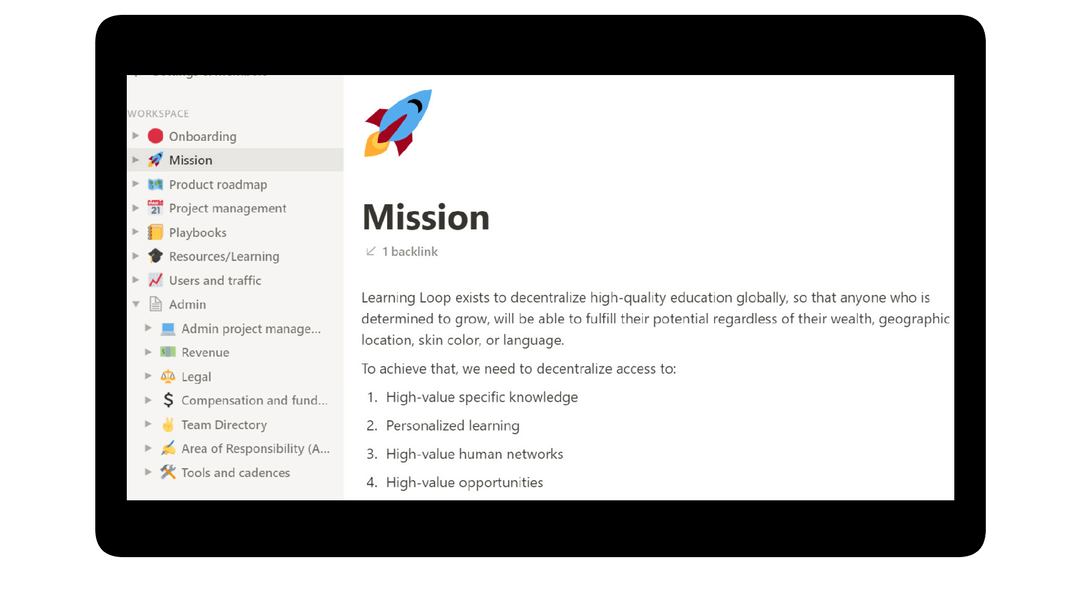 WORKSPACE
Onboarding
Mission
Product roadmap
Project management
Playbooks
Resources/Learning
Users and traffic
Admin
Admin project manage...
Revenue
Legal
Compensation and fund...
Team Directory
Area of Responsibility (A...
Tools and cadences
Mission
1 backlink
Learning Loop exists to decentralize high-quality education globally, so that anyone who is
determined to grow, will be able to fulfill their potential regardless of their wealth, geographic
location, skin color, or language.
To achieve that, we need to decentralize access to:
1. High-value specific knowledge
2. Personalized learning
3. High-value human networks
4. High-value opportunities